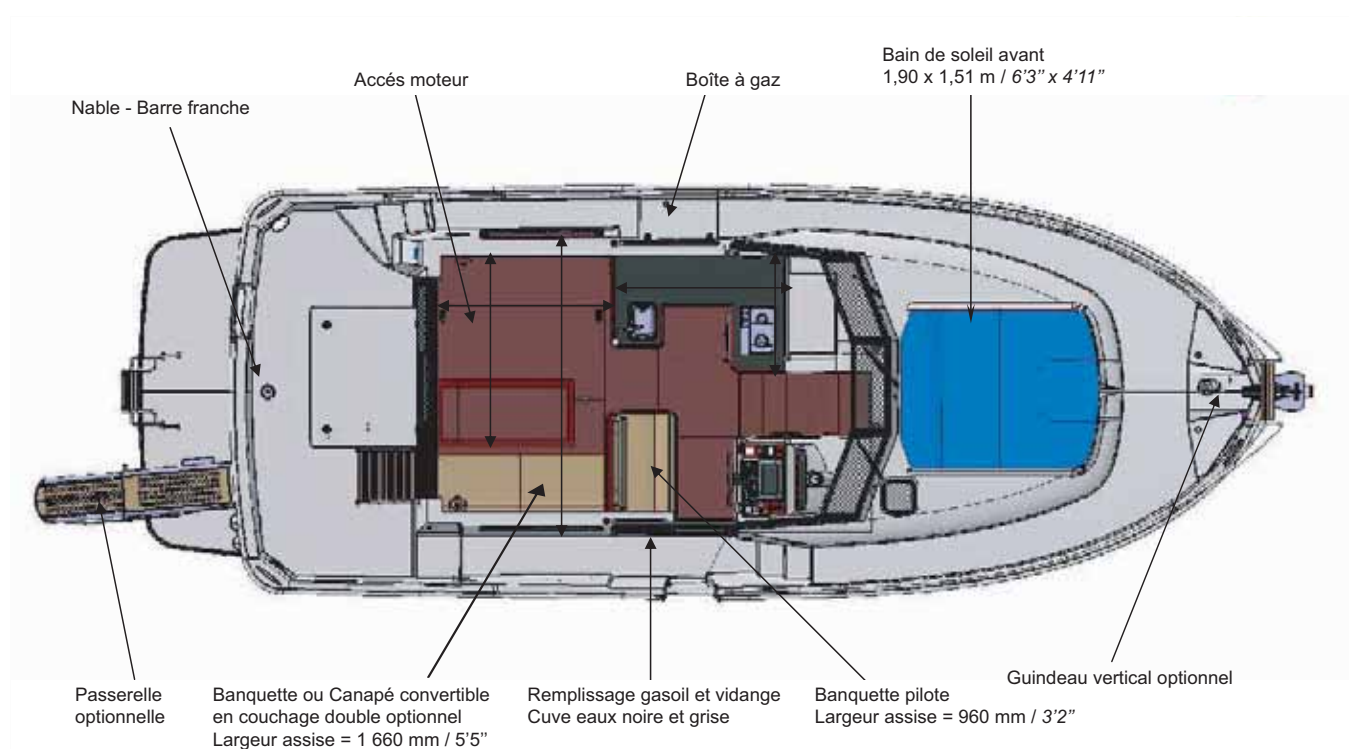 Bain de soleil avant
1,90 x 1,51 m / 6’3’’ x 4’11’’
Accés moteur
Boîte à gaz
Nable - Barre franche
Guindeau vertical optionnel
Passerelle
optionnelle
Banquette ou Canapé convertible
en couchage double optionnel
Largeur assise = 1 660 mm / 5’5’’
Remplissage gasoil et vidange
Cuve eaux noire et grise
Banquette pilote
Largeur assise = 960 mm / 3’2’’